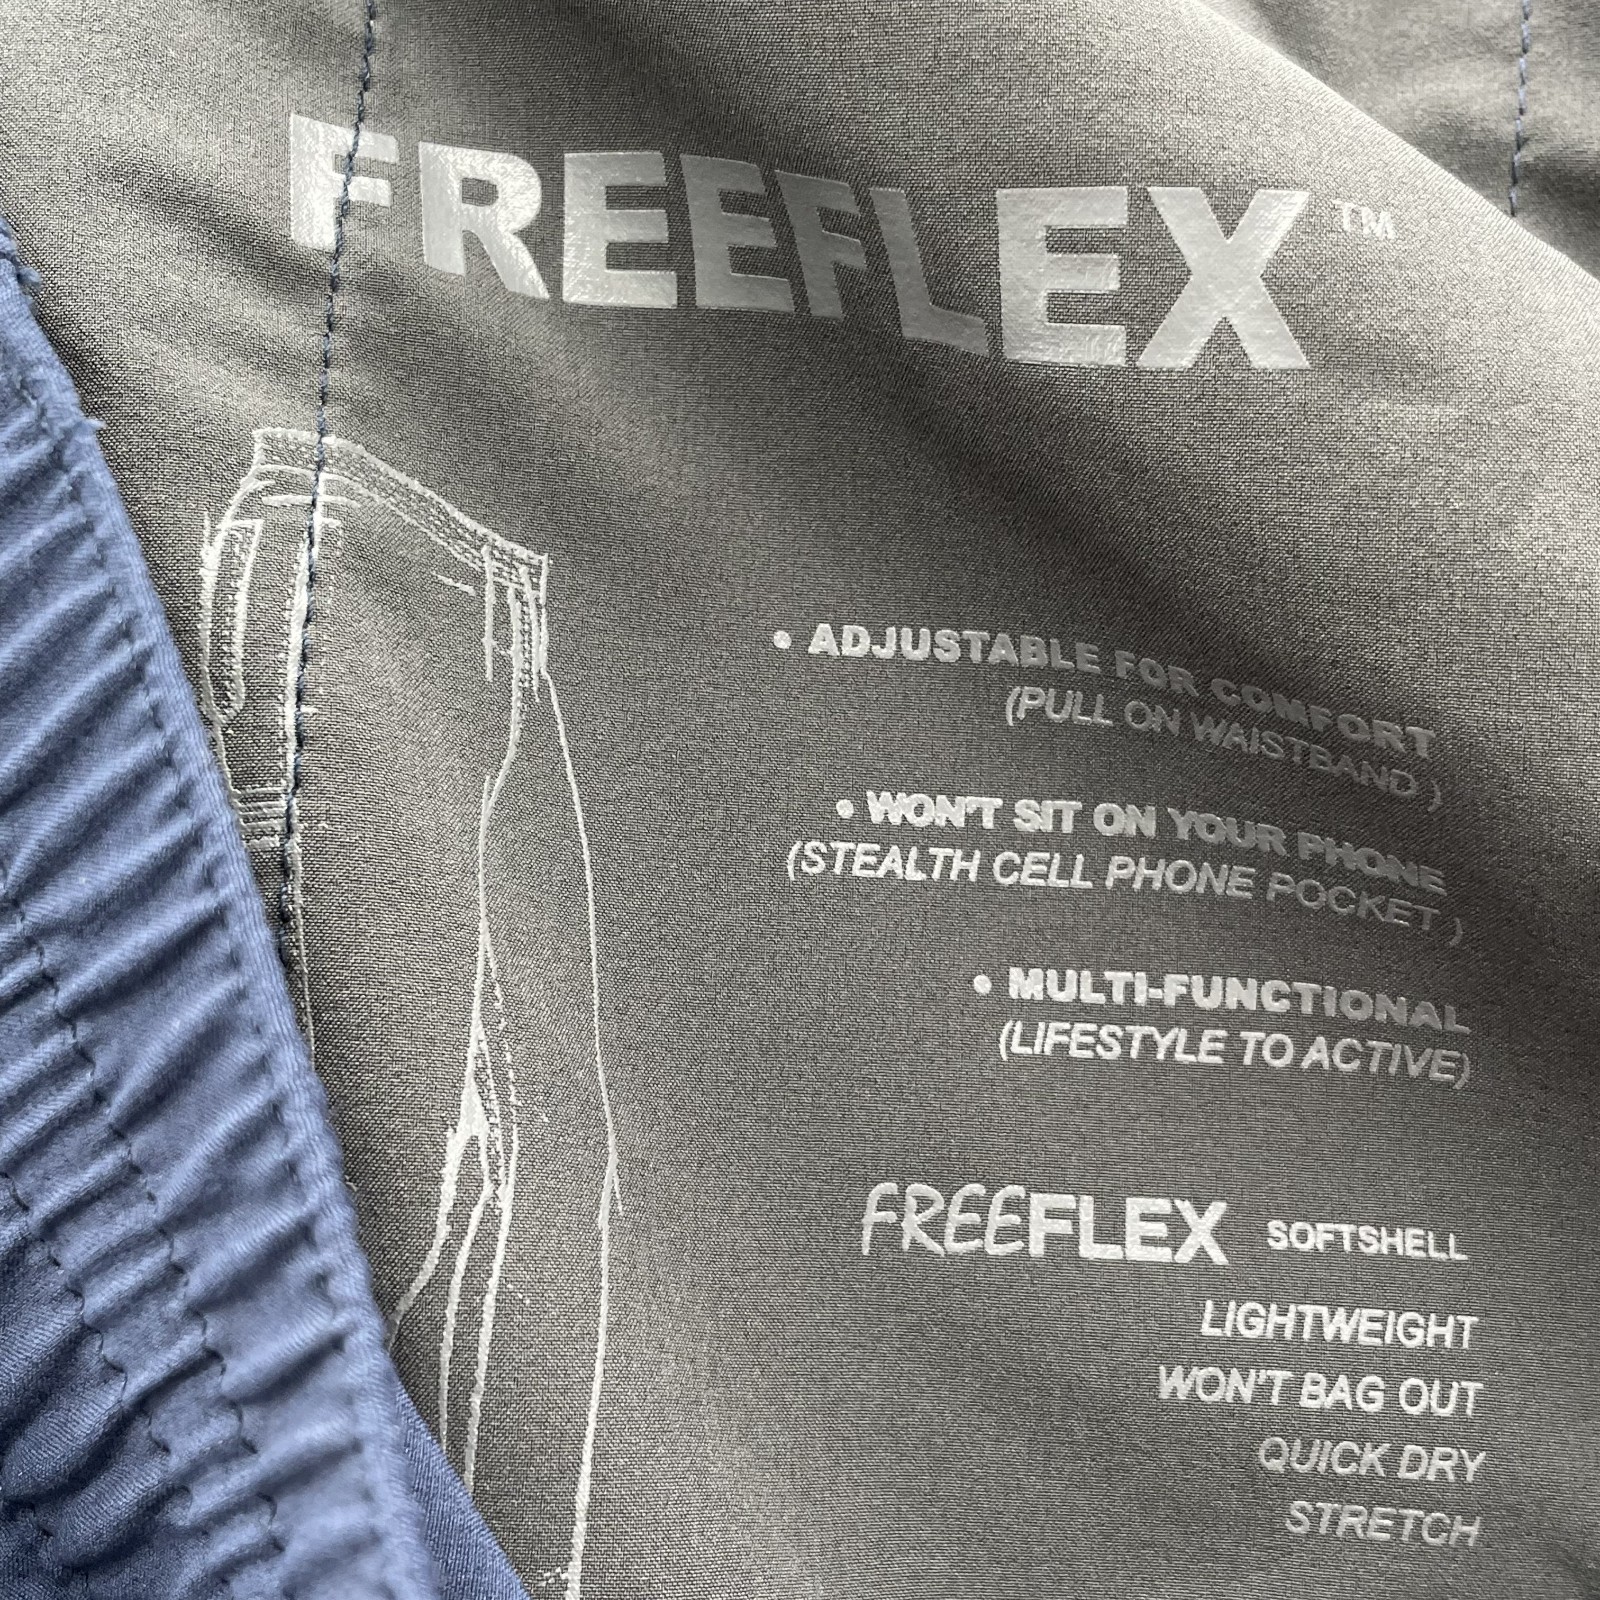 FREEFLEX™
• ADJUSTABLE FOR COMFORT
(PULL ON WAISTBAND )
• WON'T SIT ON YOUR PHONE
(STEALTH CELL PHONE POCKET )
• MULTI-FUNCTIONAL
(LIFESTYLE TO ACTIVE)
FREEFLEX SOFTSHELL
LIGHTWEIGHT
WON'T BAG OUT
QUICK DRY
STRETCH